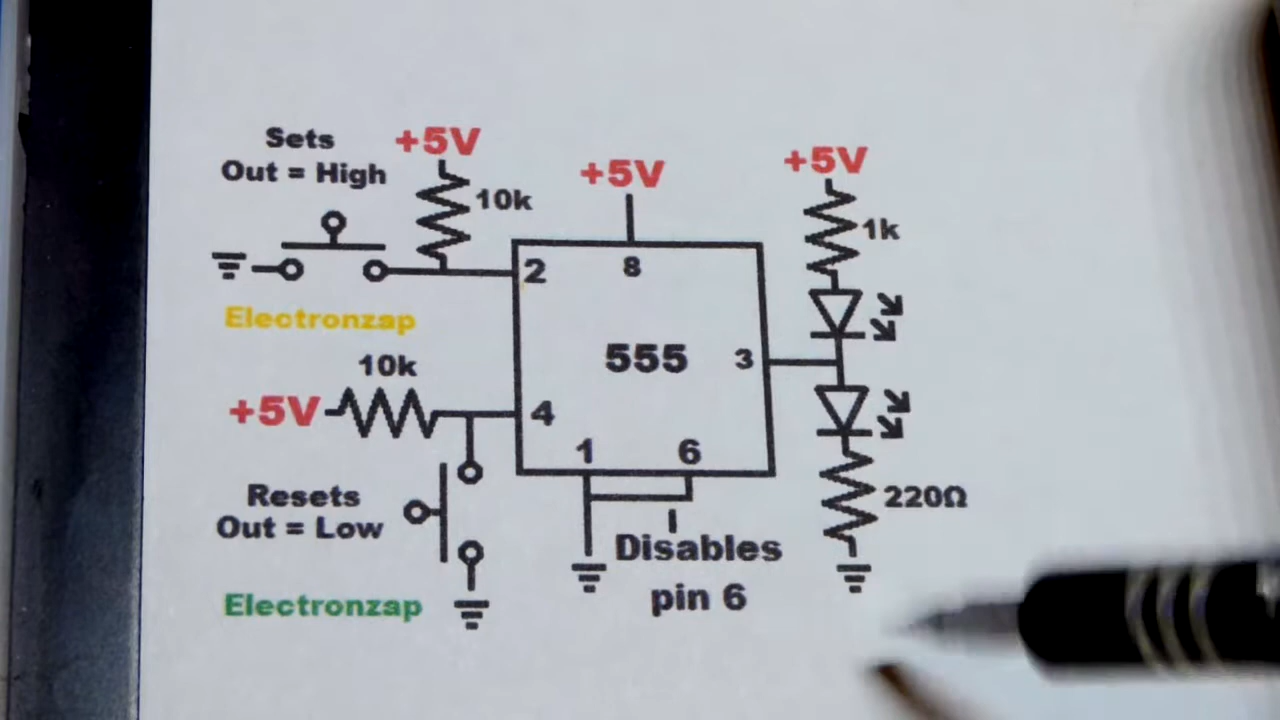 Sets
Out = High
+5V
10k
+5V
+5V
1k
2
8
Electronzap
555
3
10k
+5V
4
1
6
Resets
Out = Low
220Ω
Disables
pin 6
Electronzap